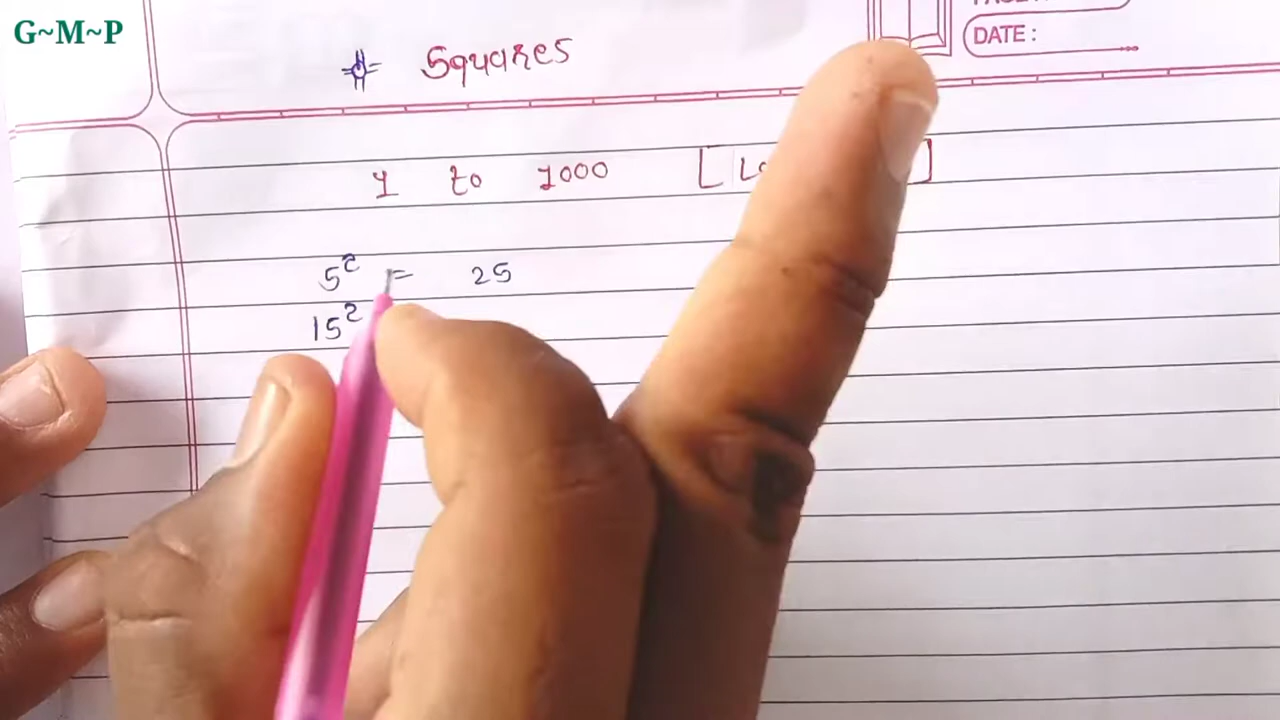 G~M~P
DATE :
Squares
1 to 1000 [
5² = 25
15²